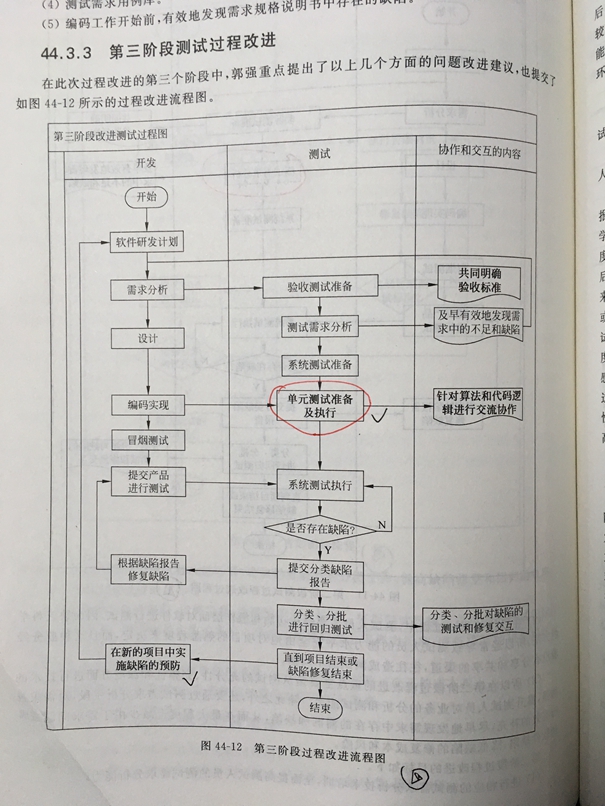 (5) 编码工作开始前,有效地发现需求规格说明书中存在的缺陷。
44.3.3 第三阶段测试过程改进
在此次过程改进的第三个阶段中,郭强重点提出了以上几个方面的问题改进建议,也提交了
如图 44-12 所示的过程改进流程图。
第三阶段改进测试过程图
开发
测试
协作和交互的内容
开始
软件研发计划
需求分析
验收测试准备
共同明确
验收标准
测试需求分析
及早有效地发现需
求中的不足和缺陷
设计
系统测试准备
编码实现
单元测试准备
及执行
针对算法和代码逻
辑进行交流协作
冒烟测试
提交产品
进行测试
系统测试执行
是否存在缺陷?
N
Y
根据缺陷报告
修复缺陷
提交分类缺陷
报告
分类、分批
进行回归测试
分类、分批对缺陷的
测试和修复交互
在新的项目中实
施缺陷的预防
直到项目结束或
缺陷修复结束
结束
图 44-12 第三阶段过程改进流程图